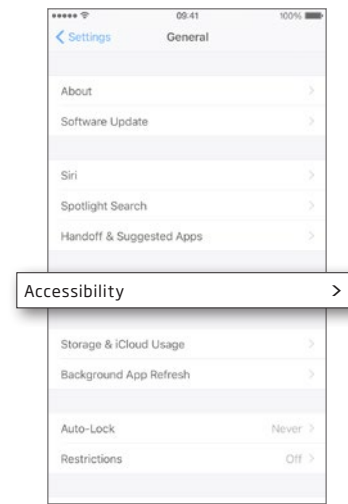 09:41 100%
Settings General
About
Software Update
Siri
Spotlight Search
Handoff & Suggested Apps
Accessibility
Storage & iCloud Usage
Background App Refresh
Auto-Lock Never
Restrictions Off